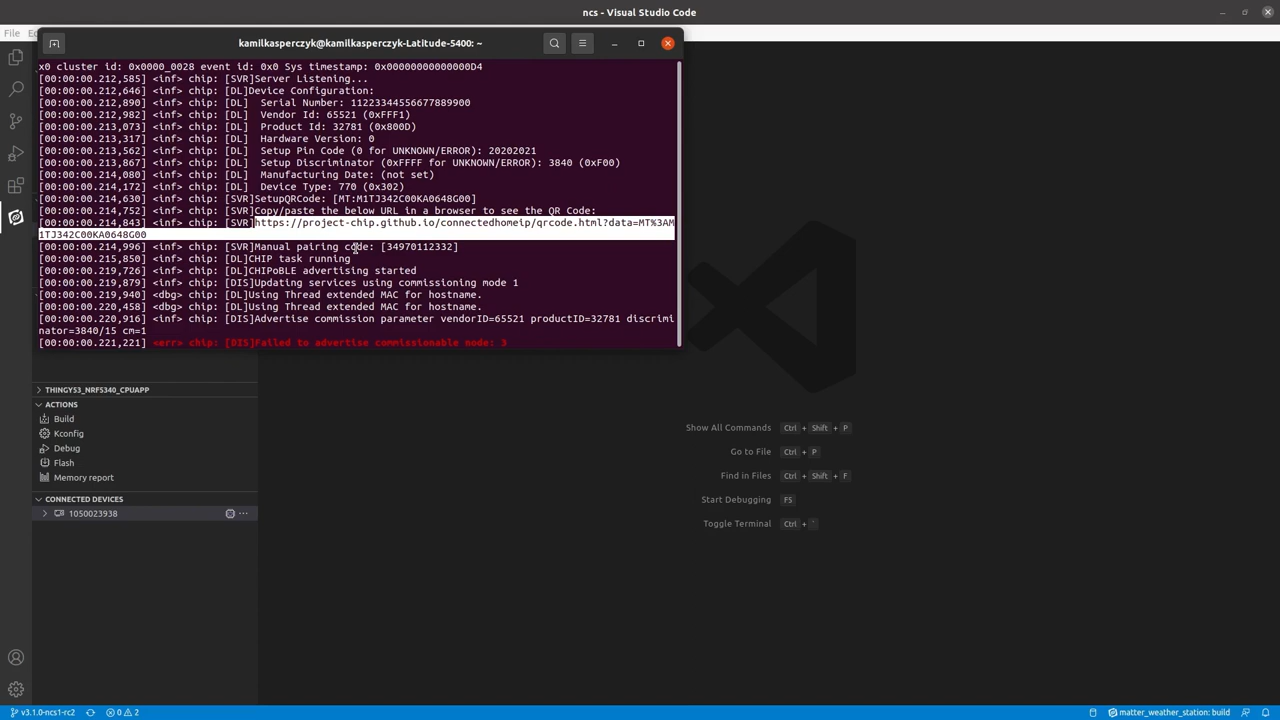 ncs - Visual Studio Code
File
kamilkasperczyk@kamilkasperczyk-Latitude-5400: ~
x0 cluster id: 0x0000_0028 event id: 0x0 Sys timestamp: 0x00000000000000D4
[00:00:00.212,585] <inf> chip: [SVR]Server Listening...
[00:00:00.212,646] <inf> chip: [DL]Device Configuration:
[00:00:00.212,890] <inf> chip: [DL]  Serial Number: 11223344556677889900
[00:00:00.212,982] <inf> chip: [DL]  Vendor Id: 65521 (0xFFF1)
[00:00:00.213,073] <inf> chip: [DL]  Product Id: 32781 (0x800D)
[00:00:00.213,317] <inf> chip: [DL]  Hardware Version: 0
[00:00:00.213,562] <inf> chip: [DL]  Setup Pin Code (0 for UNKNOWN/ERROR): 20202021
[00:00:00.213,867] <inf> chip: [DL]  Setup Discriminator (0xFFFF for UNKNOWN/ERROR): 3840 (0xF00)
[00:00:00.214,080] <inf> chip: [DL]  Manufacturing Date: (not set)
[00:00:00.214,172] <inf> chip: [DL]  Device Type: 770 (0x302)
[00:00:00.214,630] <inf> chip: [SVR]SetupQRCode: [MT:M1TJ342C00KA0648G00]
[00:00:00.214,752] <inf> chip: [SVR]Copy/paste the below URL in a browser to see the QR Code:
[00:00:00.214,843] <inf> chip: [SVR]https://project-chip.github.io/connectedhomeip/qrcode.html?data=MT%3AM
1TJ342C00KA0648G00
[00:00:00.214,996] <inf> chip: [SVR]Manual pairing code: [34970112332]
[00:00:00.215,850] <inf> chip: [DL]CHIP task running
[00:00:00.219,726] <inf> chip: [DL]CHIPoBLE advertising started
[00:00:00.219,879] <inf> chip: [DIS]Updating services using commissioning mode 1
[00:00:00.219,940] <dbg> chip: [DL]Using Thread extended MAC for hostname.
[00:00:00.220,458] <dbg> chip: [DL]Using Thread extended MAC for hostname.
[00:00:00.220,916] <inf> chip: [DIS]Advertise commission parameter vendorID=65521 productID=32781 discrimi
nator=3840/15 cm=1
[00:00:00.221,221] <err> chip: [DIS]Failed to advertise commissionable mode: 3
THINGY53_NRF5340_CPUAPP
ACTIONS
Build
Kconfig
Debug
Flash
Memory report
CONNECTED DEVICES
1050023938
Show All Commands Ctrl + Shift + P
Go to File Ctrl + P
Find in Files Ctrl + Shift + F
Start Debugging F5
Toggle Terminal Ctrl + `
v3.1.0-ncs1-rc2 0 2 matter_weather_station: build